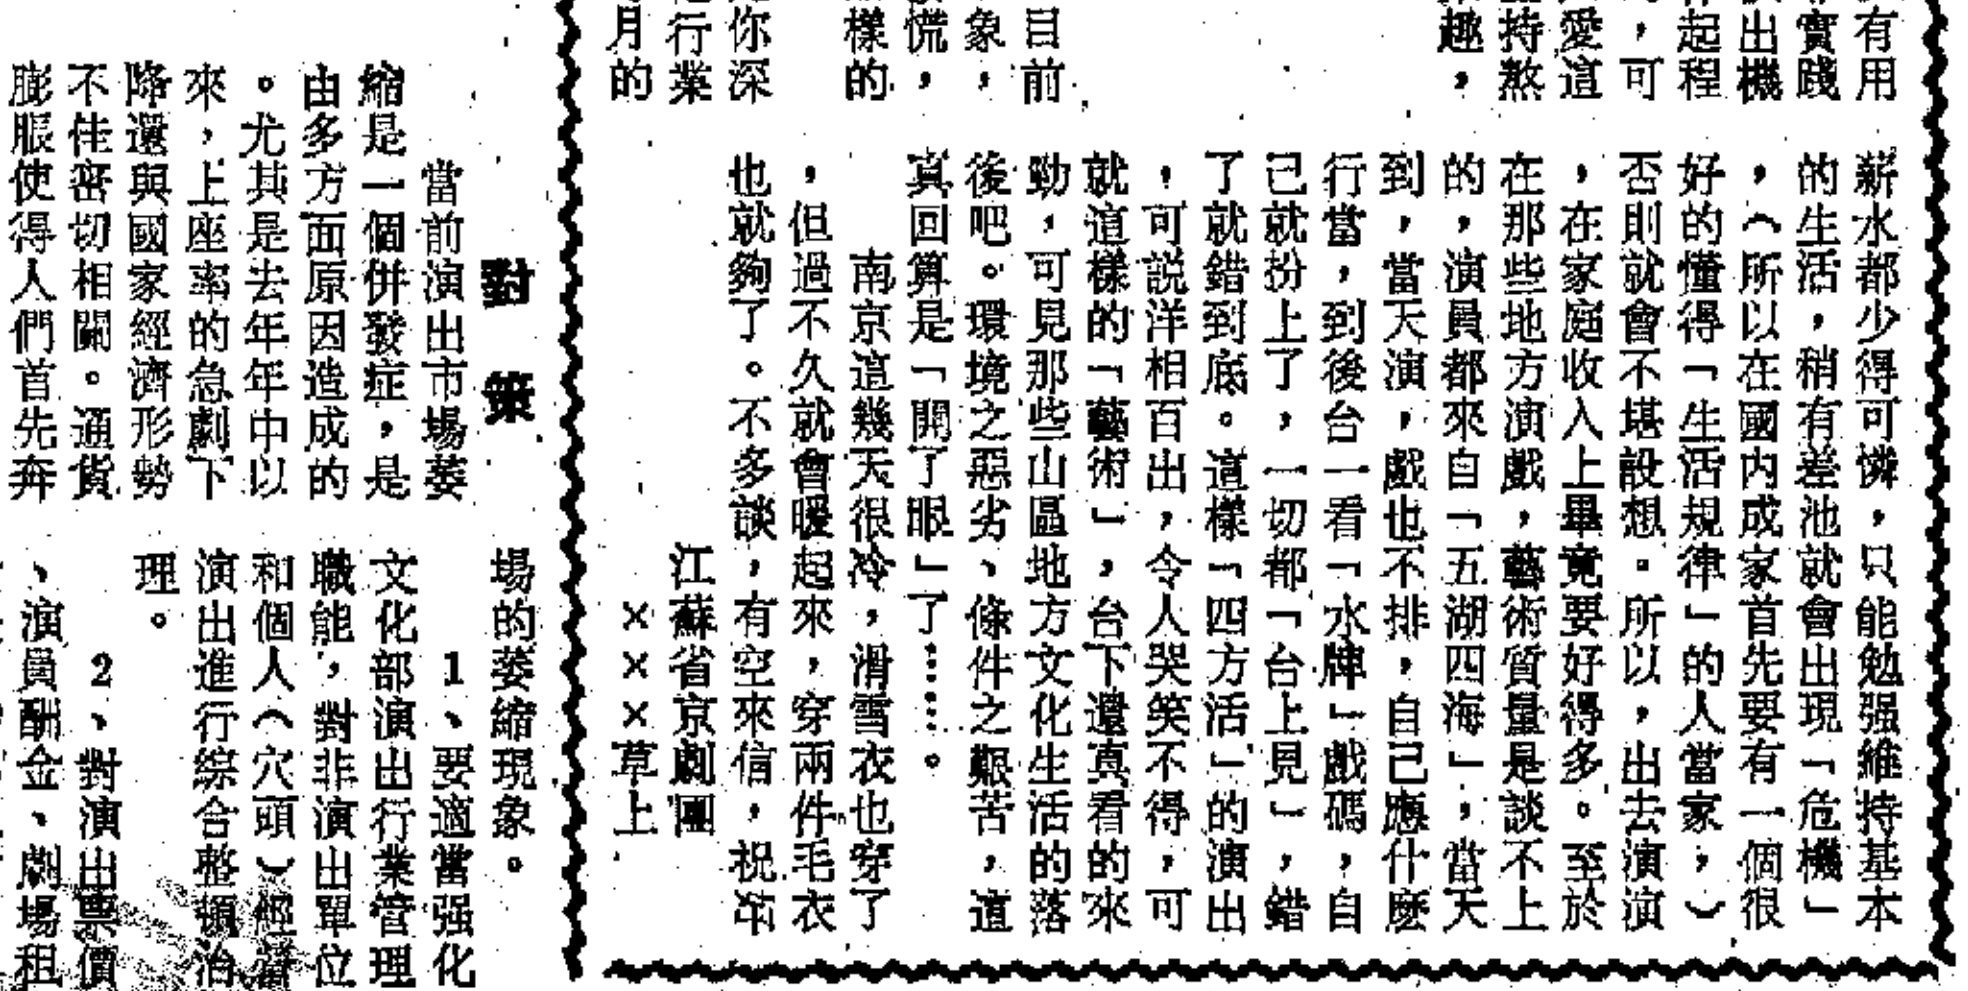 有用
實踐
出機
起程
，可
愛這
持熬
趣，
目前
象，
慌，
樣的
你深
行業
月的
薪水都少得可憐，只能勉强維持基本
的生活，稍有差池就會出現「危機」
，（所以在國内成家首先要有一個很
好的懂得「生活規律」的人當家，）
否則就會不堪設想。所以，出去演演
，在家庭收入上畢竟要好得多。至於
在那些地方演戲，藝術質量是談不上
的，演員都來自「五湖四海」，當天
到，當天演，戲也不排，自己應什麽
行當，到後台一看「水牌」戲碼，自
己就扮上了，一切都「台上見」，錯
了就錯到底。這樣「四方活」的演出
，可説洋相百出，令人哭笑不得，可
就這樣的「藝術」，台下還真看的來
勁，可見那些山區地方文化生活的落
後吧。環境之惡劣、條件之艱苦，這
真回算是「開了眼」了……。
南京這幾天很冷，滑雪衣也穿了
，但過不久就會暖起來，穿兩件毛衣
也就夠了。不多談，有空來信，祝
江蘇省京劇團
×××草上
對策
當前演出市場萎
縮是一個併發症，是
由多方面原因造成的
。尤其是去年年中以
來，上座率的急劇下
降還與國家經濟形勢
不佳密切相關。通貨
膨脹使得人們首先奔
場的萎縮現象。
1、要適當强化
文化部演出行業管理
職能，對非演出單位
和個人（穴頭）經營
演出進行綜合整頓治
理。
2、對演出票價
、演員酬金、劇場租